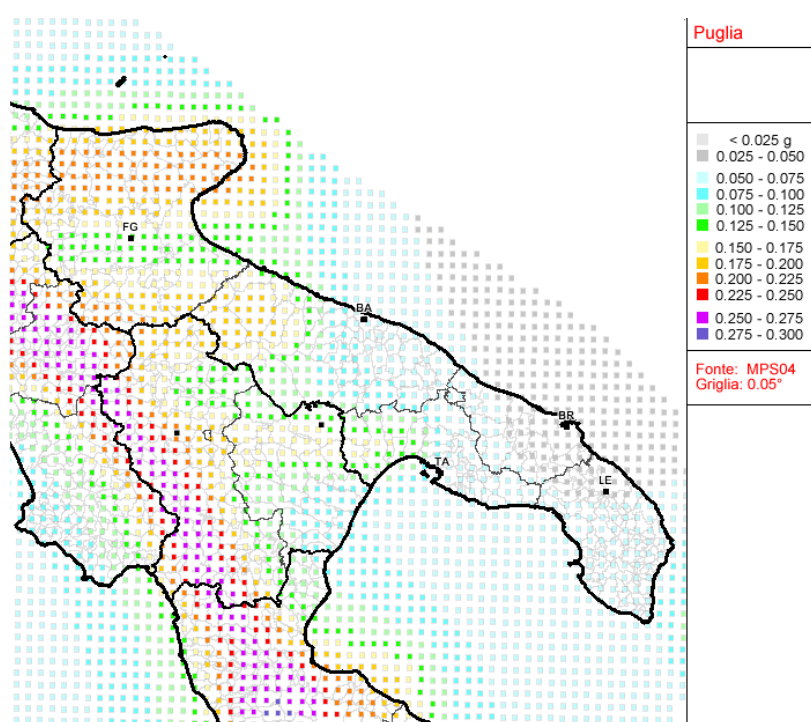 Puglia
< 0.025 g
0.025 - 0.050
0.050 - 0.075
0.075 - 0.100
0.100 - 0.125
0.125 - 0.150
0.150 - 0.175
0.175 - 0.200
0.200 - 0.225
0.225 - 0.250
0.250 - 0.275
0.275 - 0.300
Fonte: MPS04
Griglia: 0.05°
FG
BA
BR
TA
LE